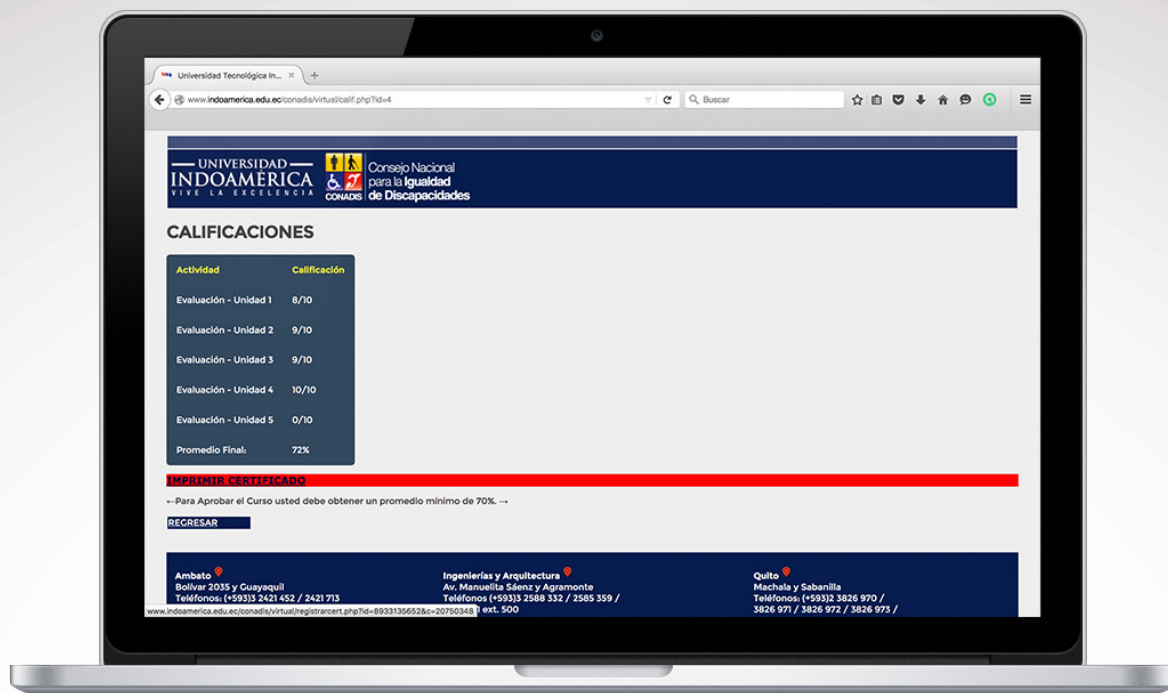 Universidad Tecnológica In...
www.indoamerica.edu.ec/conadis/virtual/calif.php?id=4
Buscar
UNIVERSIDAD
INDOAMÉRICA
VIVE LA EXCELENCIA
CONADIS
Consejo Nacional
para la Igualdad
de Discapacidades
CALIFICACIONES
Actividad Calificación
Evaluación - Unidad 1 8/10
Evaluación - Unidad 2 9/10
Evaluación - Unidad 3 9/10
Evaluación - Unidad 4 10/10
Evaluación - Unidad 5 0/10
Promedio Final: 72%
IMPRIMIR CERTIFICADO
←Para Aprobar el Curso usted debe obtener un promedio mínimo de 70%. →
REGRESAR
Ambato
Bolívar 2035 y Guayaquil
Teléfonos: (+593)3 2421 452 / 2421 713
Ingenierías y Arquitectura
Av. Manuelita Sáenz y Agramonte
Teléfonos (+593)3 2588 332 / 2585 359 /
1 ext. 500
Quito
Machala y Sabanilla
Teléfonos: (+593)2 3826 970 /
3826 971 / 3826 972 / 3826 973 /
www.indoamerica.edu.ec/conadis/virtual/registrarcert.php?id=8933135652&c=20750348